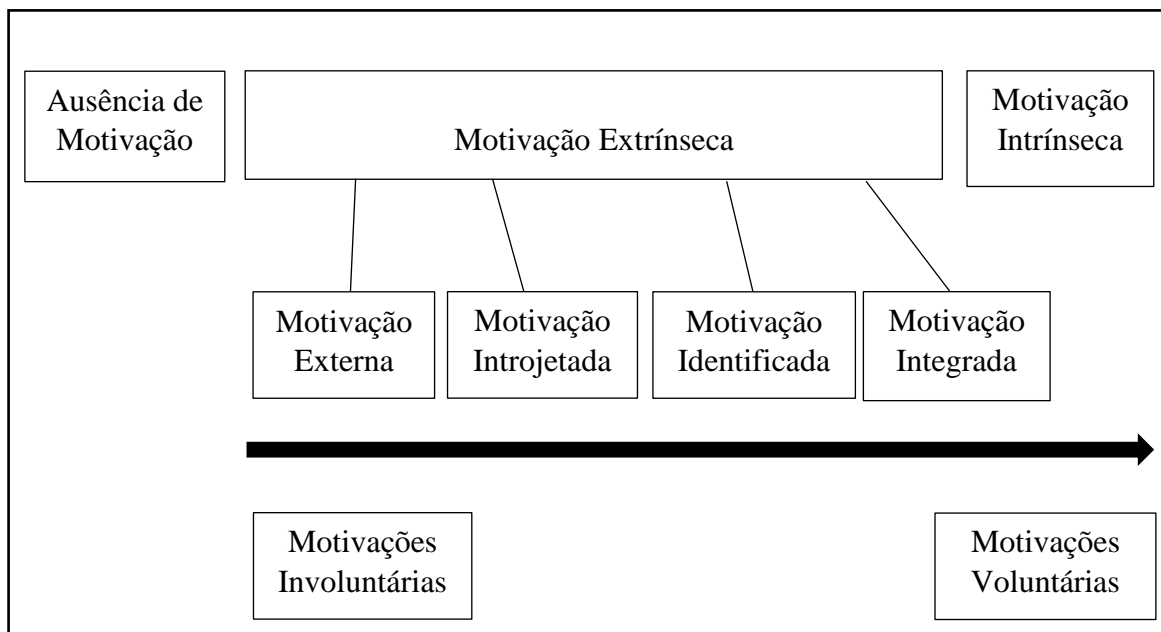 Ausência de
Motivação
Motivação Extrínseca
Motivação
Intrínseca
Motivação
Externa
Motivação
Introjetada
Motivação
Identificada
Motivação
Integrada
Motivações
Involuntárias
Motivações
Voluntárias